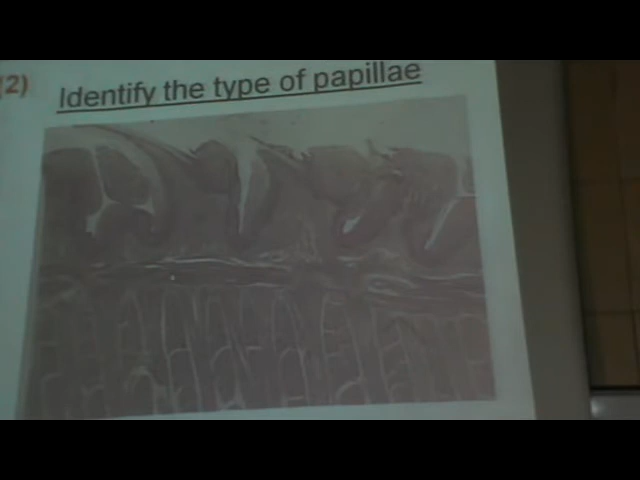 (2)
Identify the type of papillae